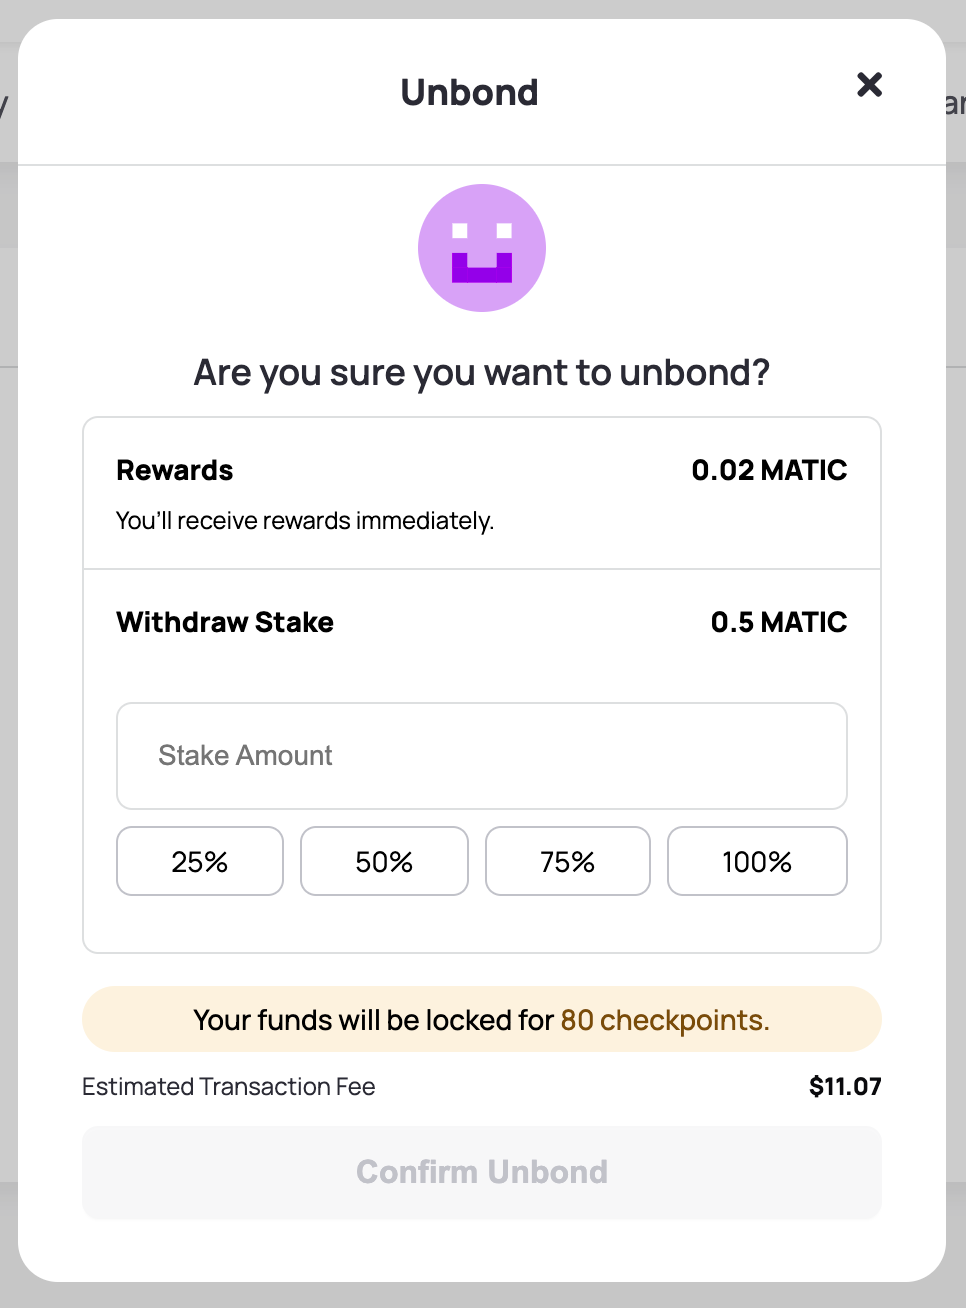 Unbond
Are you sure you want to unbond?
Rewards 0.02 MATIC
You'll receive rewards immediately.
Withdraw Stake 0.5 MATIC
Stake Amount
25% 50% 75% 100%
Your funds will be locked for 80 checkpoints.
Estimated Transaction Fee $11.07
Confirm Unbond